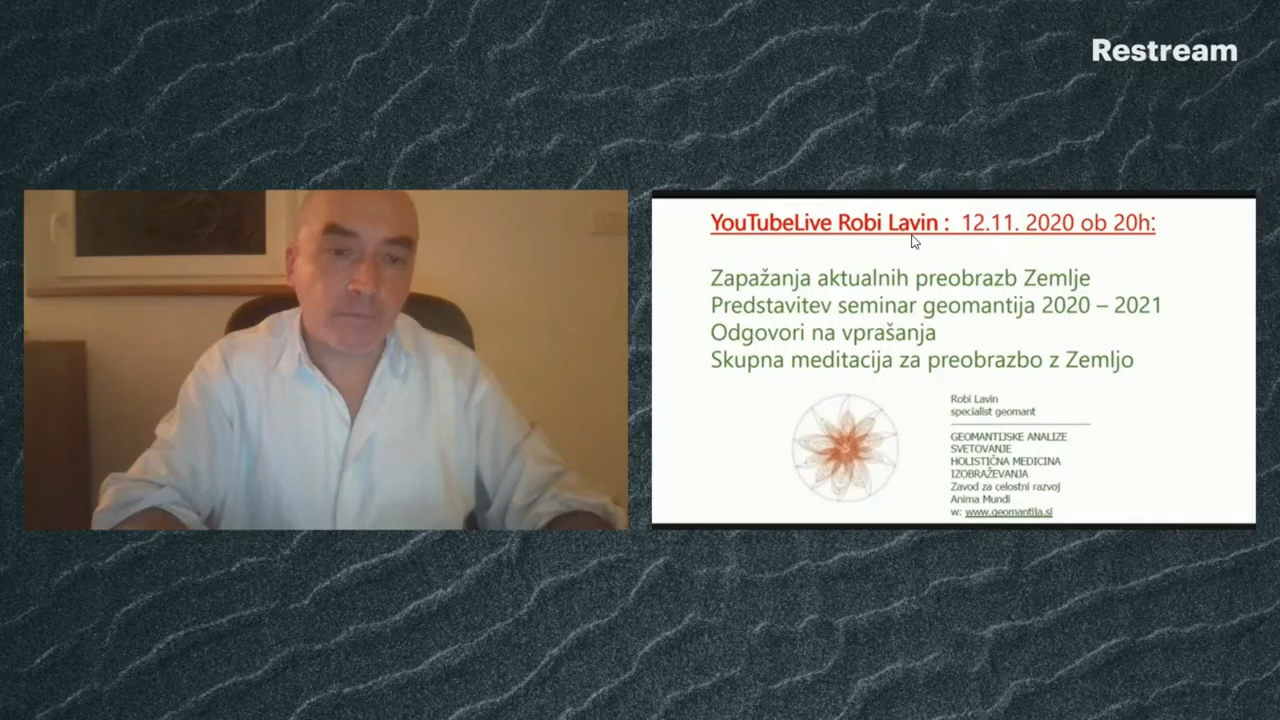 Restream
YouTubeLive Robi Lavin : 12.11. 2020 ob 20h:
Zapažanja aktualnih preobrazb Zemlje
Predstavitev seminar geomantija 2020 – 2021
Odgovori na vprašanja
Skupna meditacija za preobrazbo z Zemljo
Robi Lavin
specialist geomant
GEOMANTIJSKE ANALIZE
SVETOVANJE
HOLISTIČNA MEDICINA
IZOBRAŽEVANJA
Zavod za celostni razvoj
Anima Mundi
w: www.geomantija.si